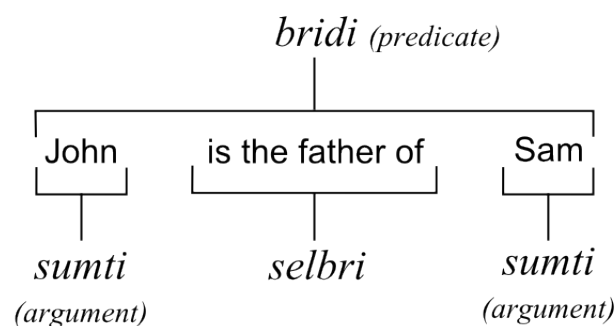 bridi (predicate)
John is the father of Sam
sumti selbri sumti
(argument) (argument)